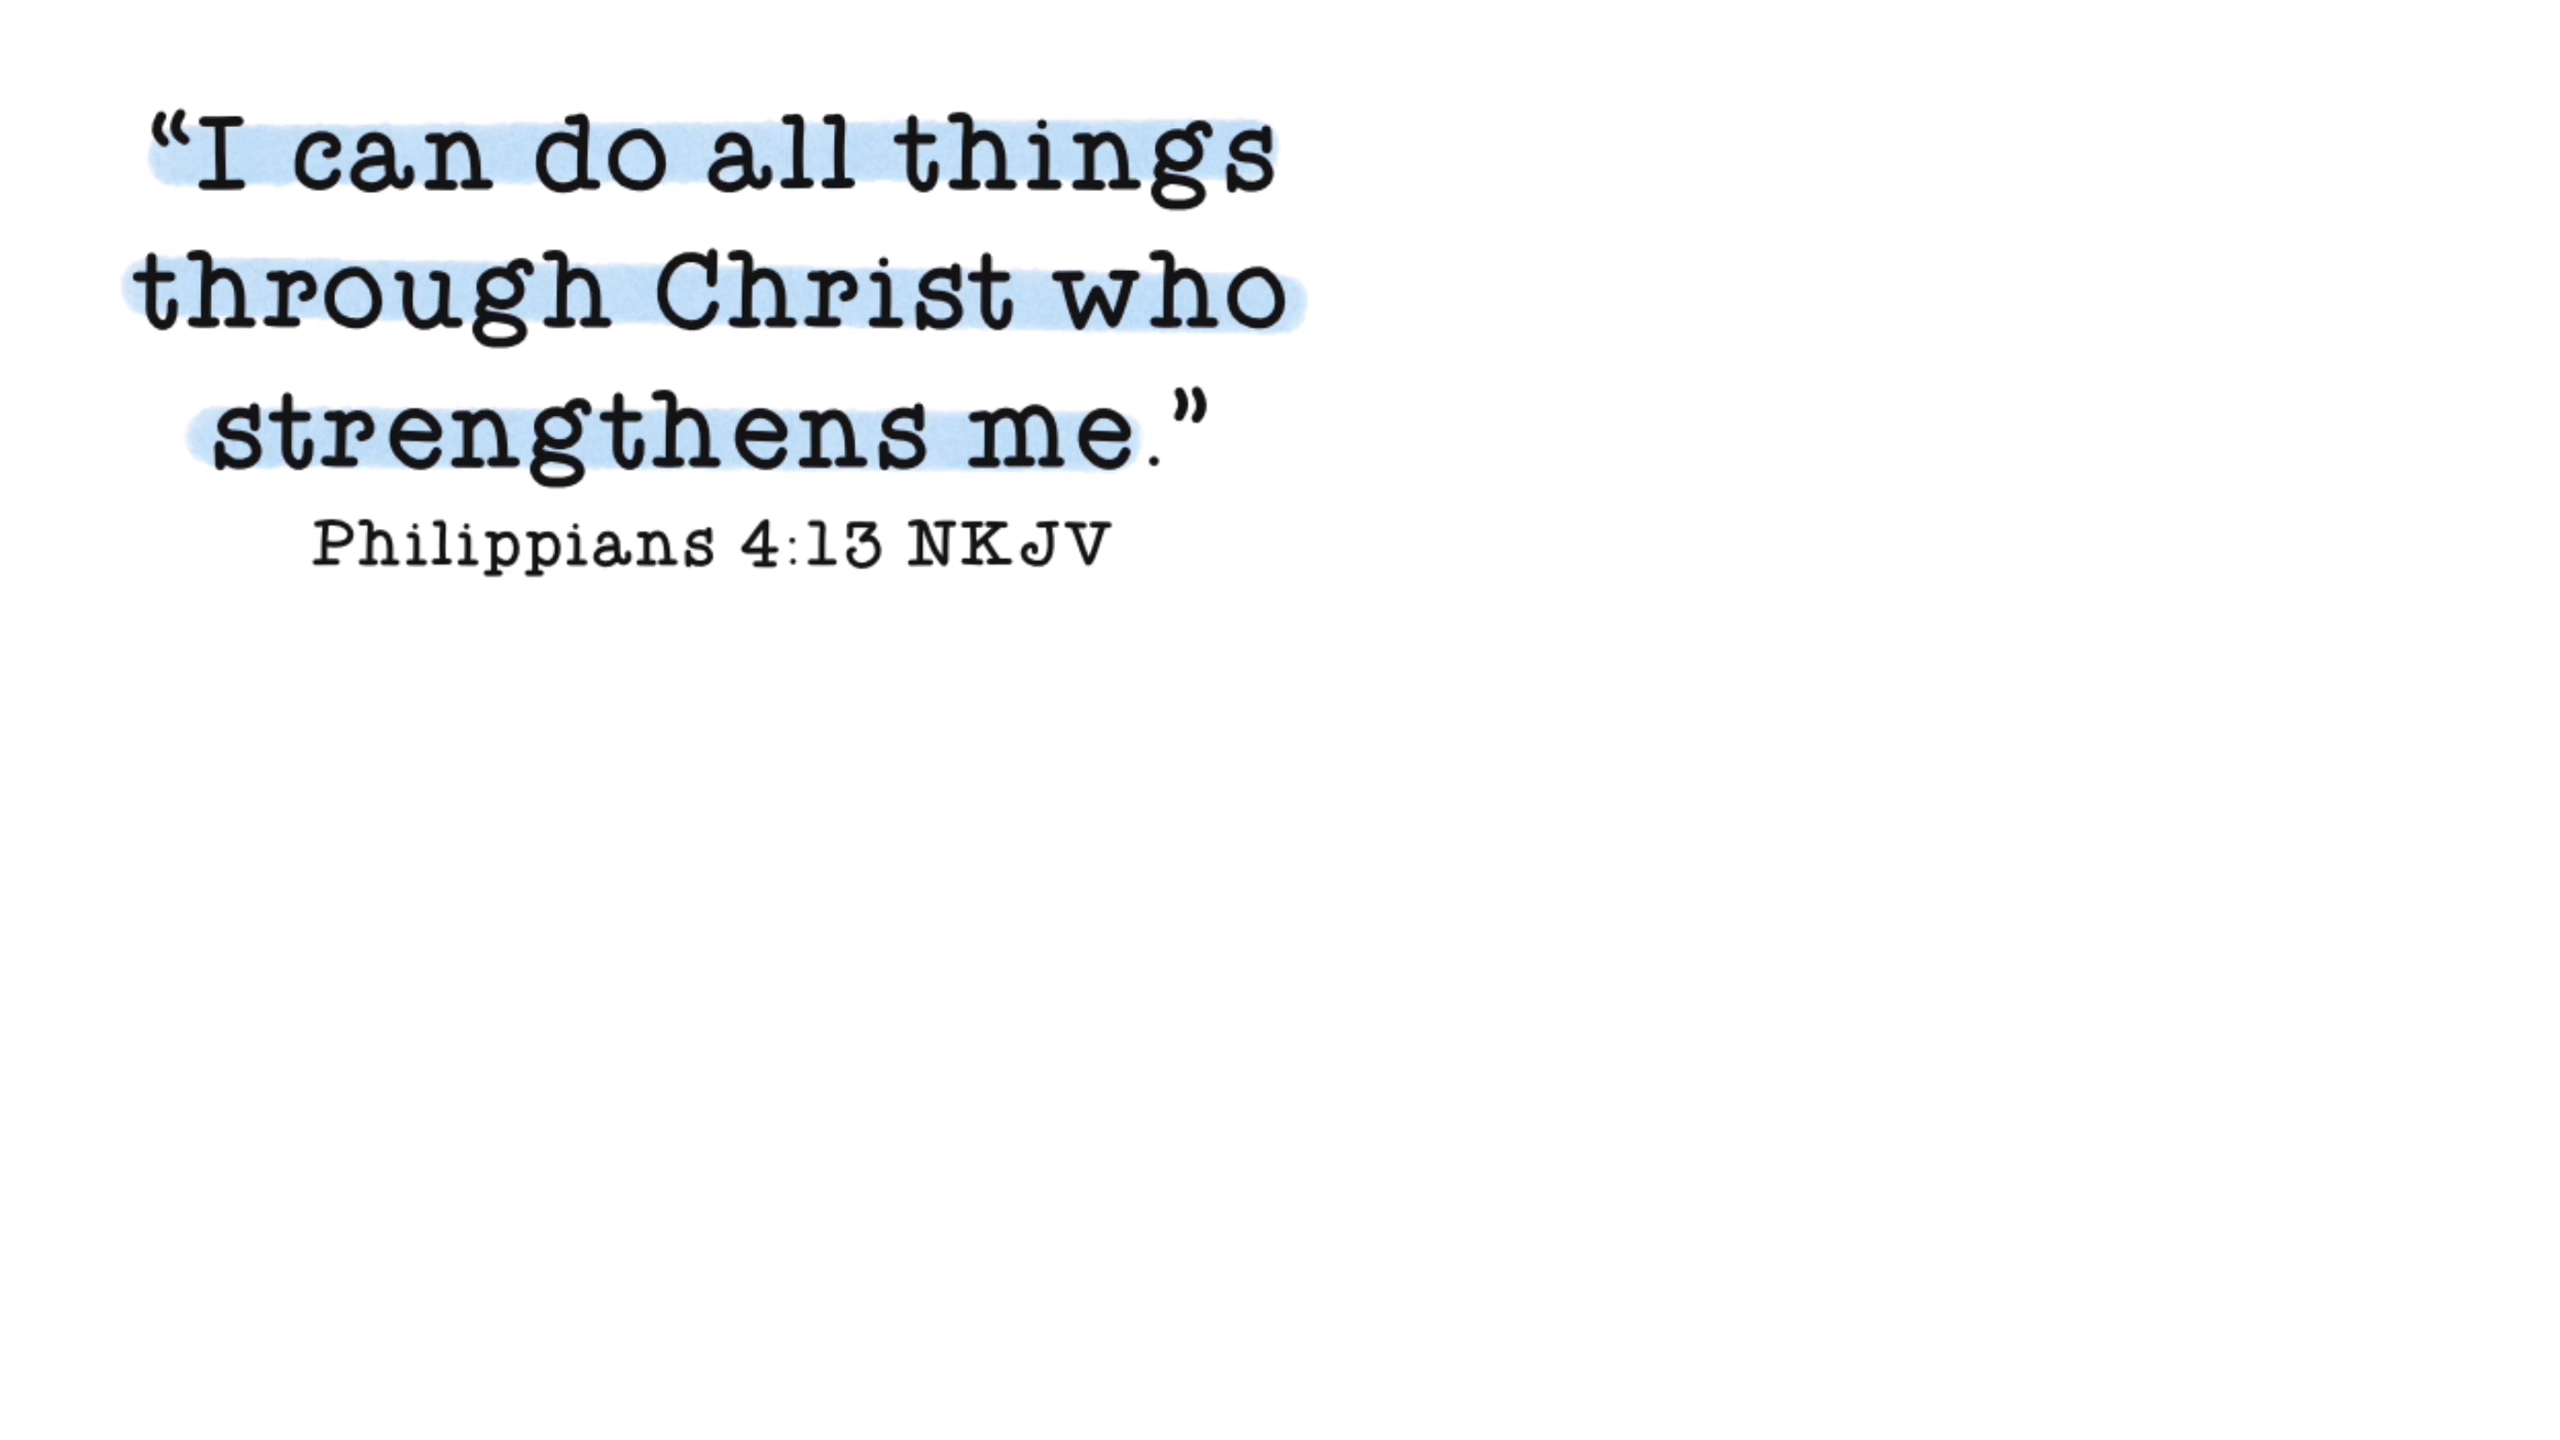 “I can do all things
through Christ who
strengthens me.”
Philippians 4:13 NKJV